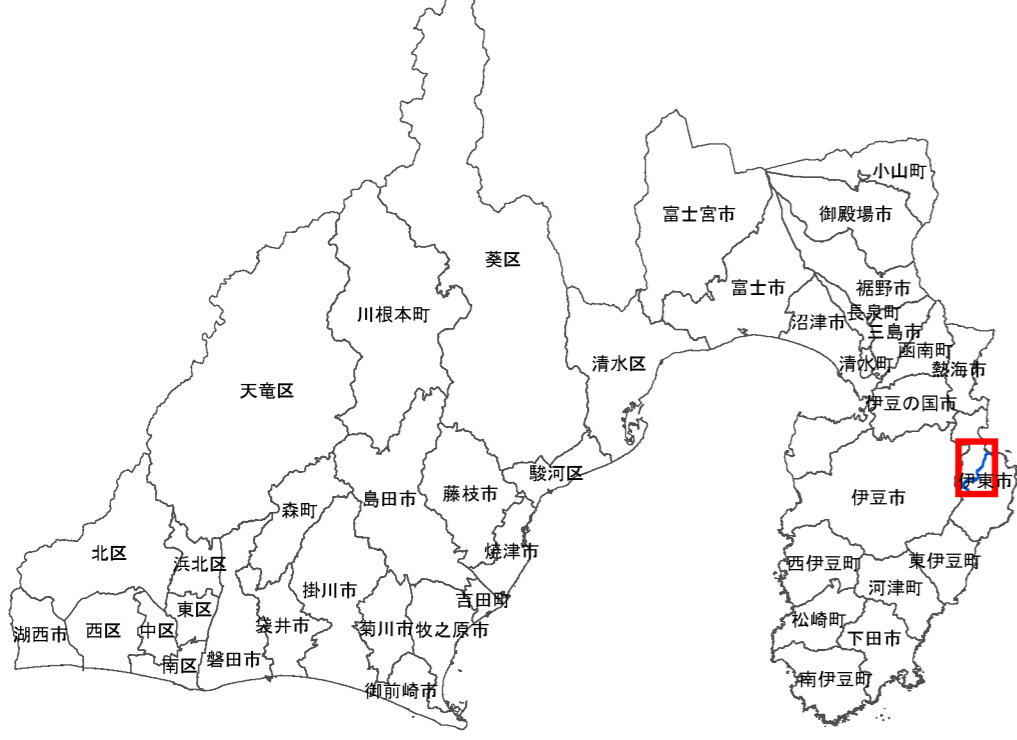 小山町
御殿場市
富士宮市
葵区
富士市
裾野市
長泉町
川根本町
沼津市
三島市
函南町
清水区
清水町
熱海市
天竜区
伊豆の国市
駿河区
伊東市
藤枝市
島田市
伊豆市
森町
焼津市
北区
浜北区
西伊豆町
東伊豆町
掛川市
河津町
吉田町
東区
松崎町
袋井市
菊川市
牧之原市
湖西市
西区
中区
下田市
磐田市
南区
南伊豆町
御前崎市